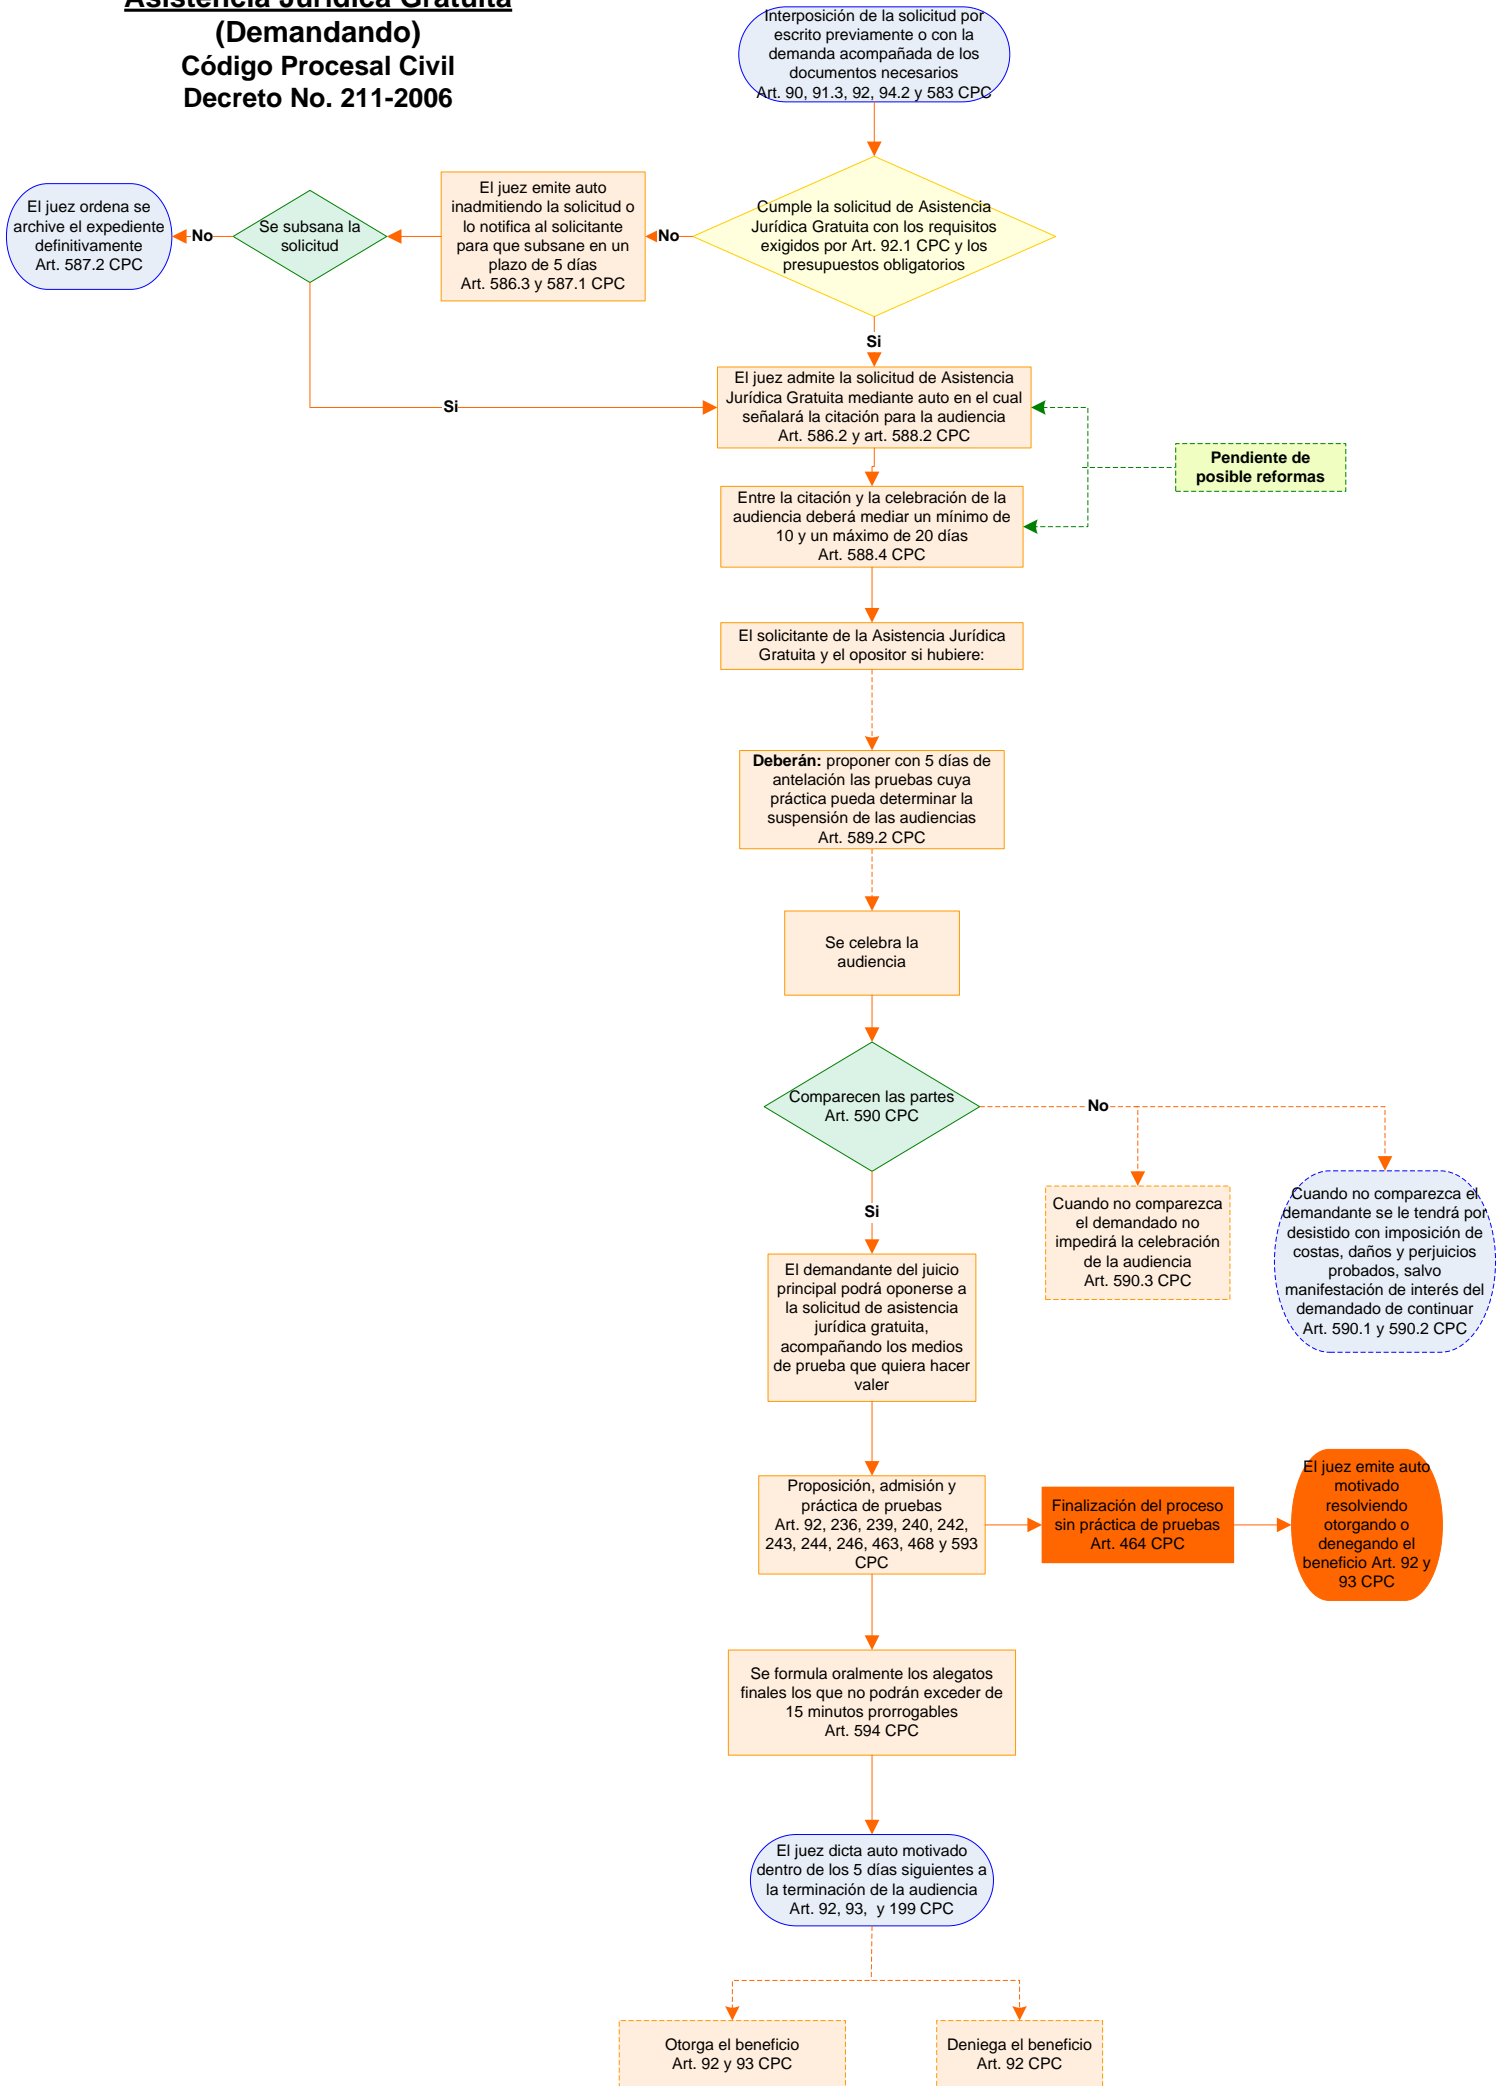 Asistencia Jurídica Gratuita
(Demandando)
Código Procesal Civil
Decreto No. 211-2006
Interposición de la solicitud por
escrito previamente o con la
demanda acompañada de los
documentos necesarios
Art. 90, 91.3, 92, 94.2 y 583 CPC
Cumple la solicitud de Asistencia
Jurídica Gratuita con los requisitos
exigidos por Art. 92.1 CPC y los
presupuestos obligatorios
No
El juez emite auto
inadmitiendo la solicitud o
lo notifica al solicitante
para que subsane en un
plazo de 5 días
Art. 586.3 y 587.1 CPC
Se subsana la
solicitud
No
El juez ordena se
archive el expediente
definitivamente
Art. 587.2 CPC
Si
Si
El juez admite la solicitud de Asistencia
Jurídica Gratuita mediante auto en el cual
señalará la citación para la audiencia
Art. 586.2 y art. 588.2 CPC
Pendiente de
posible reformas
Entre la citación y la celebración de la
audiencia deberá mediar un mínimo de
10 y un máximo de 20 días
Art. 588.4 CPC
El solicitante de la Asistencia Jurídica
Gratuita y el opositor si hubiere:
Deberán: proponer con 5 días de
antelación las pruebas cuya
práctica pueda determinar la
suspensión de las audiencias
Art. 589.2 CPC
Se celebra la
audiencia
Comparecen las partes
Art. 590 CPC
No
Cuando no comparezca
el demandado no
impedirá la celebración
de la audiencia
Art. 590.3 CPC
Cuando no comparezca el
demandante se le tendrá por
desistido con imposición de
costas, daños y perjuicios
probados, salvo
manifestación de interés del
demandado de continuar
Art. 590.1 y 590.2 CPC
Si
El demandante del juicio
principal podrá oponerse a
la solicitud de asistencia
jurídica gratuita,
acompañando los medios
de prueba que quiera hacer
valer
Proposición, admisión y
práctica de pruebas
Art. 92, 236, 239, 240, 242,
243, 244, 246, 463, 468 y 593
CPC
Finalización del proceso
sin práctica de pruebas
Art. 464 CPC
El juez emite auto
motivado
resolviendo
otorgando o
denegando el
beneficio Art. 92 y
93 CPC
Se formula oralmente los alegatos
finales los que no podrán exceder de
15 minutos prorrogables
Art. 594 CPC
El juez dicta auto motivado
dentro de los 5 días siguientes a
la terminación de la audiencia
Art. 92, 93,  y 199 CPC
Otorga el beneficio
Art. 92 y 93 CPC
Deniega el beneficio
Art. 92 CPC